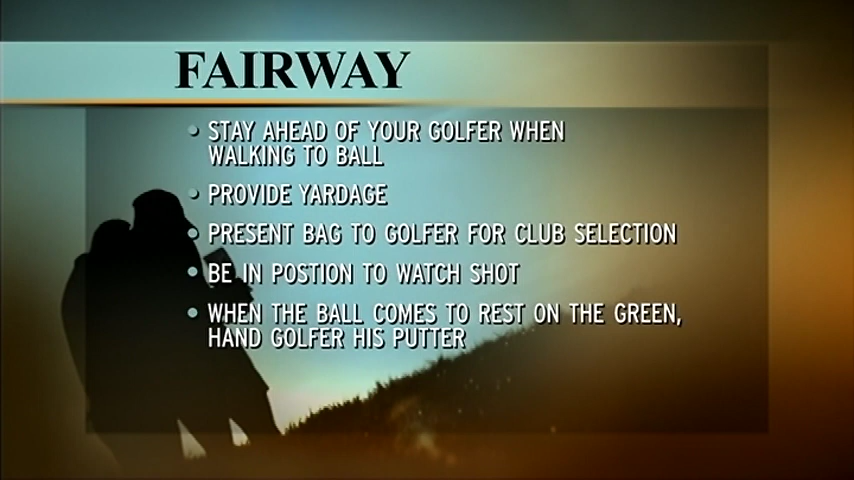 FAIRWAY
• STAY AHEAD OF YOUR GOLFER WHEN
WALKING TO BALL
• PROVIDE YARDAGE
• PRESENT BAG TO GOLFER FOR CLUB SELECTION
• BE IN POSTION TO WATCH SHOT
• WHEN THE BALL COMES TO REST ON THE GREEN,
HAND GOLFER HIS PUTTER